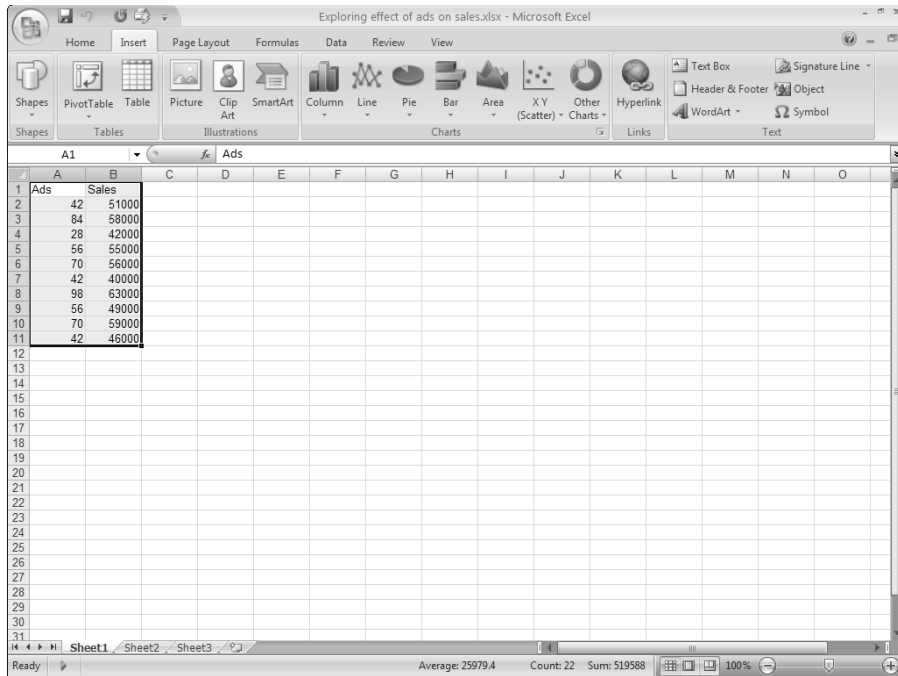 Exploring effect of ads on sales.xlsx - Microsoft Excel
Home Insert Page Layout Formulas Data Review View
Shapes PivotTable Table Picture Clip Art SmartArt Column Line Pie Bar Area X Y (Scatter) Other Charts Hyperlink Text Box Header & Footer WordArt Signature Line Object Symbol
Shapes Tables Illustrations Charts Links Text
A1 fx Ads
A B C D E F G H I J K L M N O
1 Ads Sales
2 42 51000
3 84 58000
4 28 42000
5 56 55000
6 70 56000
7 42 40000
8 98 63000
9 56 49000
10 70 59000
11 42 46000
12
13
14
15
16
17
18
19
20
21
22
23
24
25
26
27
28
29
30
31
Sheet1 Sheet2 Sheet3
Ready Average: 25979.4 Count: 22 Sum: 519588 100%